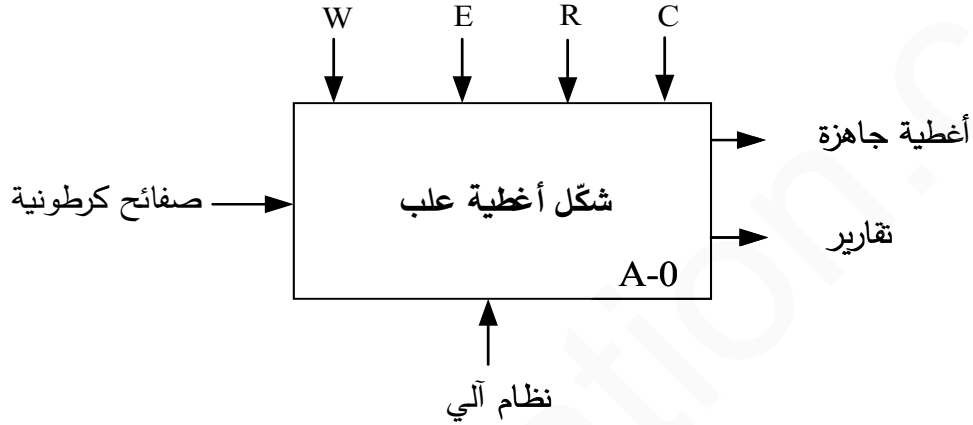 W E R C
أغطية جاهزة
شكّل أغطية علب
صفائح كرطونية
تقارير
A-0
نظام آلي